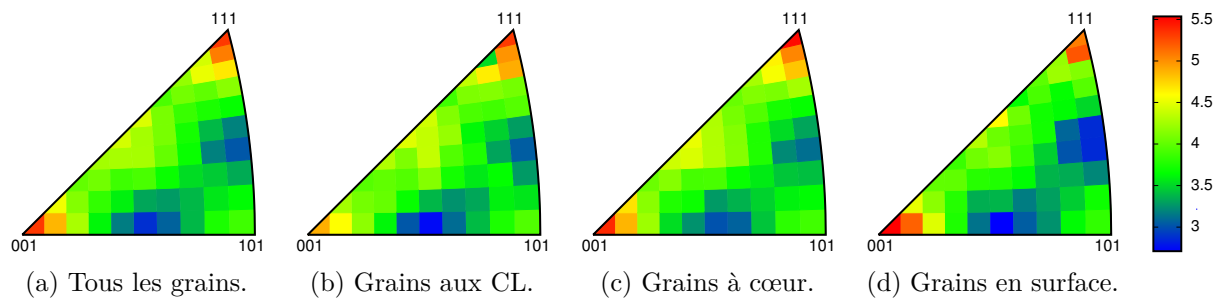 111 111 111 111 5.5
5
4.5
4
3.5
3
001 101 001 101 001 101 001 101
(a) Tous les grains. (b) Grains aux CL. (c) Grains à cœur. (d) Grains en surface.